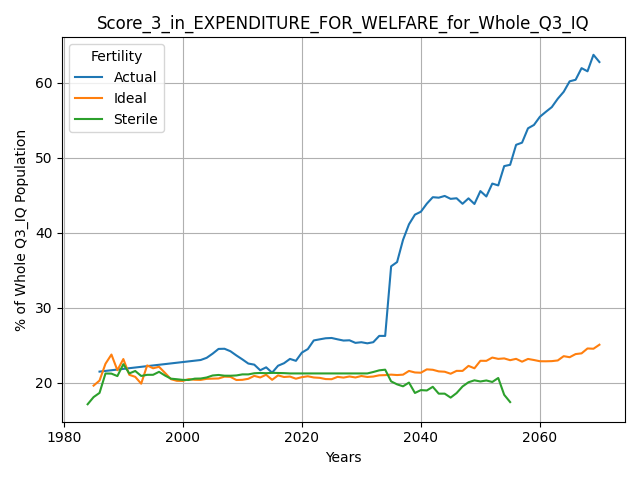 Score_3_in_EXPENDITURE_FOR_WELFARE_for_Whole_Q3_IQ
Fertility
Actual
Ideal
Sterile
% of Whole Q3_IQ Population
60
50
40
30
20
1980
2000
2020
2040
2060
Years